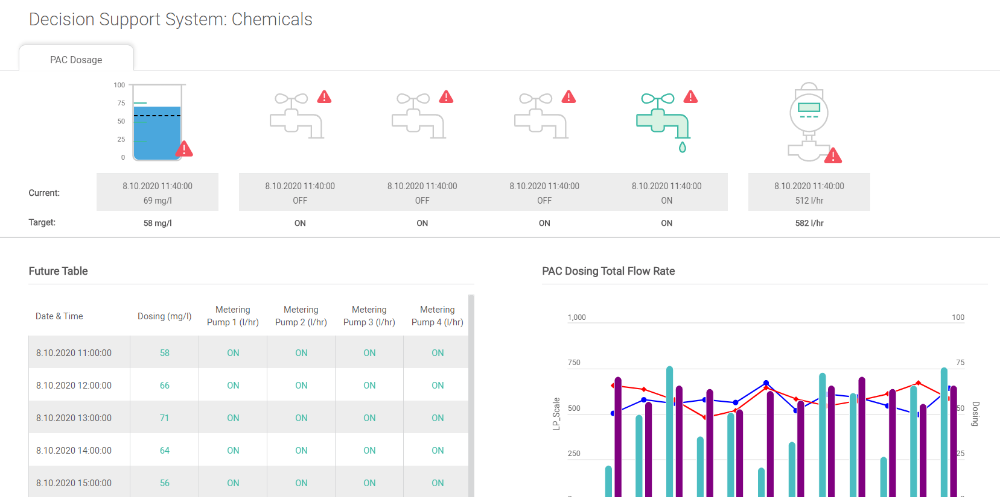 Decision Support System: Chemicals
PAC Dosage
100
75
50
25
0
8.10.2020 11:40:00 8.10.2020 11:40:00 8.10.2020 11:40:00 8.10.2020 11:40:00 8.10.2020 11:40:00 8.10.2020 11:40:00
Current:
69 mg/l OFF OFF OFF ON 512 l/hr
Target: 58 mg/l ON ON ON ON 582 l/hr
Future Table
Date & Time Dosing (mg/l) Metering Pump 1 (l/hr) Metering Pump 2 (l/hr) Metering Pump 3 (l/hr) Metering Pump 4 (l/hr)
8.10.2020 11:00:00 58 ON ON ON ON
8.10.2020 12:00:00 66 ON ON ON ON
8.10.2020 13:00:00 71 ON ON ON ON
8.10.2020 14:00:00 64 ON ON ON ON
8.10.2020 15:00:00 56 ON ON ON ON
PAC Dosing Total Flow Rate
1,000 100
750 75
500 50
250 25
LP_Scale
Dosing